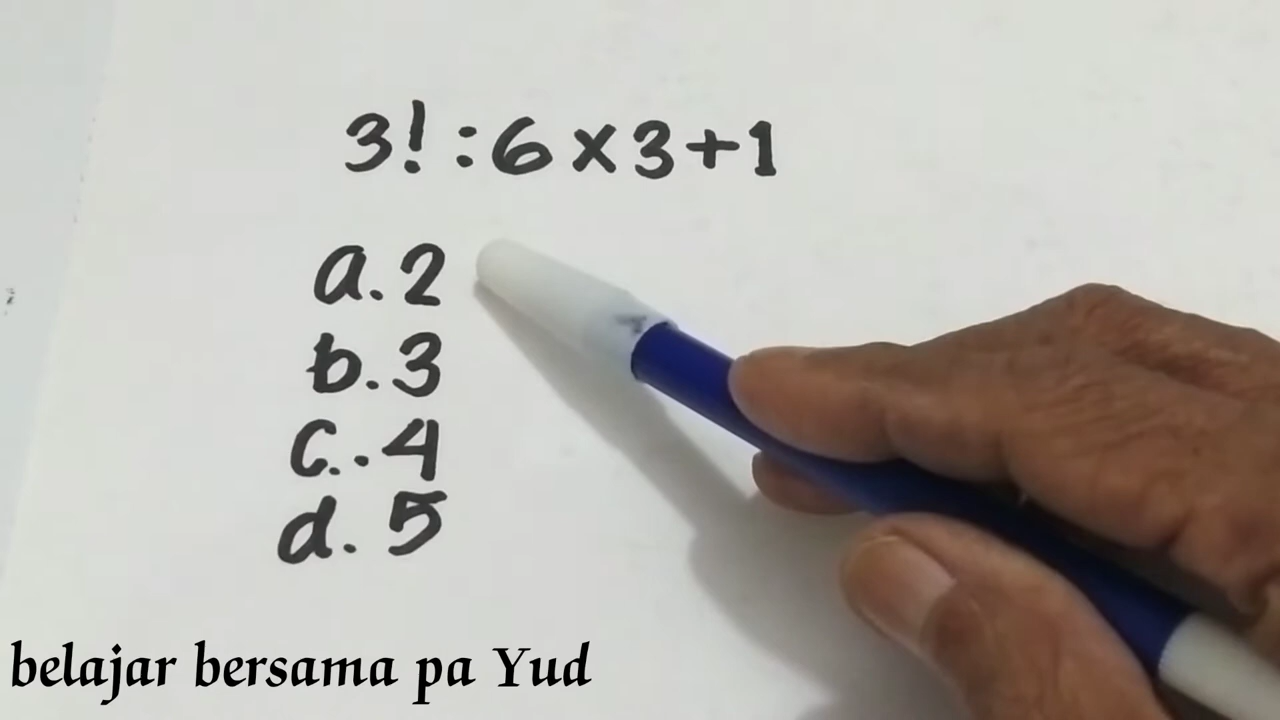 3! : 6 x 3 + 1
a. 2
b. 3
c.. 4
d. 5
belajar bersama pa Yud